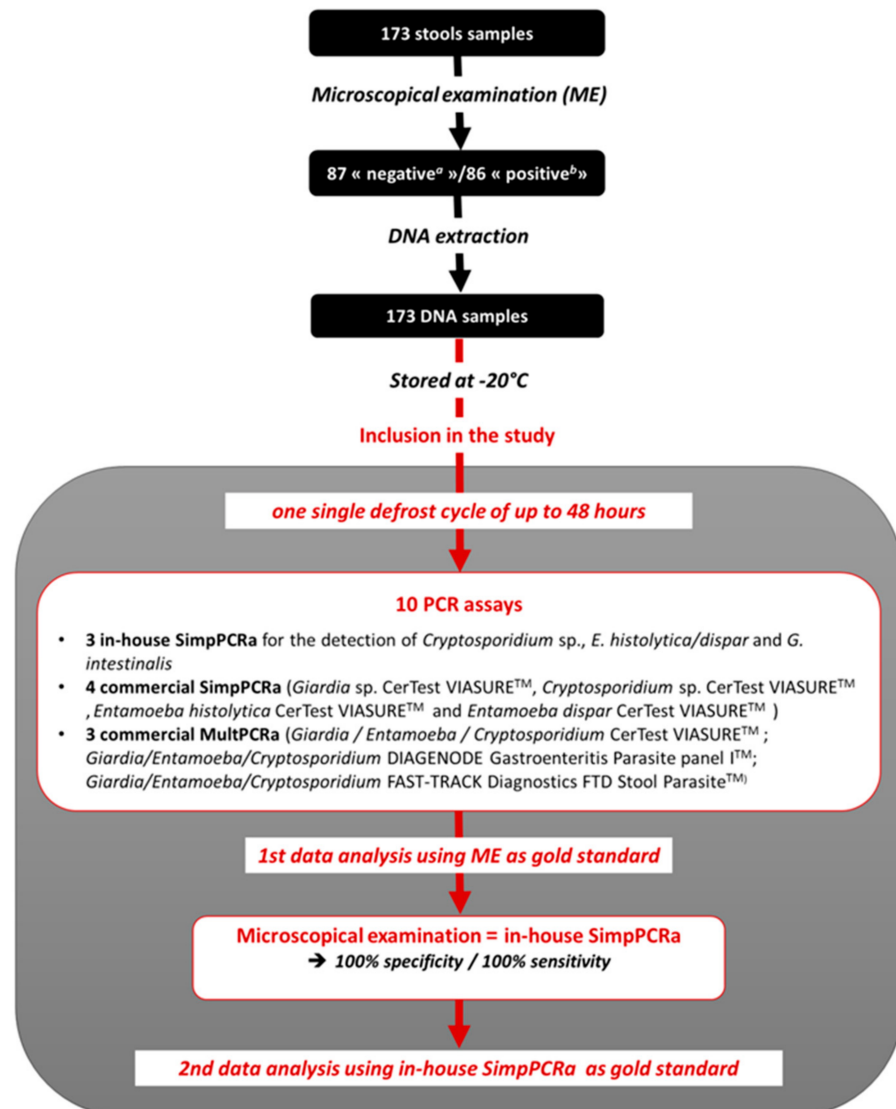 173 stools samples
Microscopical examination (ME)
87 « negativeᵃ »/86 « positiveᵇ»
DNA extraction
173 DNA samples
Stored at -20°C
Inclusion in the study
one single defrost cycle of up to 48 hours
10 PCR assays
• 3 in-house SimpPCRa for the detection of Cryptosporidium sp., E. histolytica/dispar and G.
intestinalis
• 4 commercial SimpPCRa (Giardia sp. CerTest VIASURE™, Cryptosporidium sp. CerTest VIASURE™
, Entamoeba histolytica CerTest VIASURE™ and Entamoeba dispar CerTest VIASURE™ )
• 3 commercial MultPCRa (Giardia / Entamoeba / Cryptosporidium CerTest VIASURE™ ;
Giardia/Entamoeba/Cryptosporidium DIAGENODE Gastroenteritis Parasite panel I™;
Giardia/Entamoeba/Cryptosporidium FAST-TRACK Diagnostics FTD Stool Parasite™)
1st data analysis using ME as gold standard
Microscopical examination = in-house SimpPCRa
➔ 100% specificity / 100% sensitivity
2nd data analysis using in-house SimpPCRa as gold standard